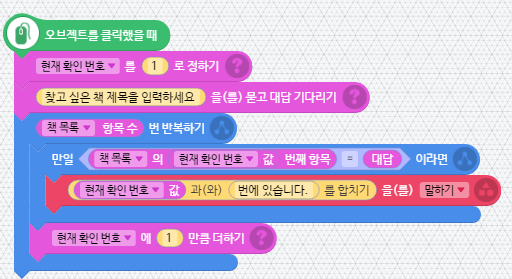 오브젝트를 클릭했을 때
현재 확인 번호 를 1 로 정하기 ?
찾고 싶은 책 제목을 입력하세요 을(를) 묻고 대답 기다리기 ?
책 목록 항목 수 번 반복하기
만일 책 목록 의 현재 확인 번호 값 번째 항목 = 대답 이라면
현재 확인 번호 값 과(와) 번에 있습니다. 를 합치기 을(를) 말하기
현재 확인 번호 에 1 만큼 더하기 ?